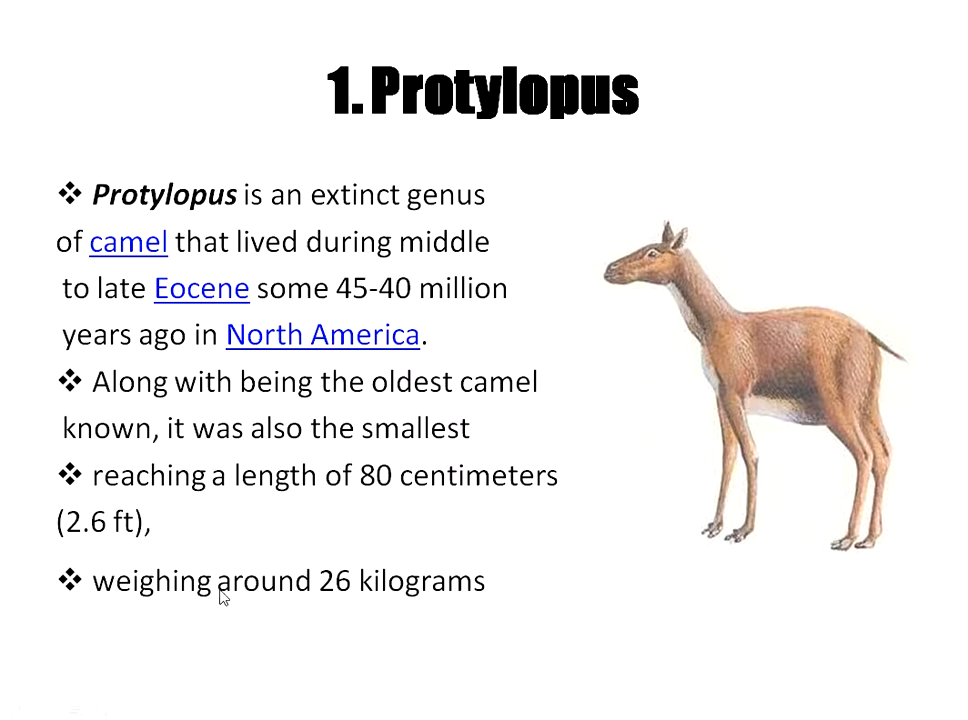 1. Protylopus
❖ Protylopus is an extinct genus
of camel that lived during middle
to late Eocene some 45-40 million
years ago in North America.
❖ Along with being the oldest camel
known, it was also the smallest
❖ reaching a length of 80 centimeters
(2.6 ft),
❖ weighing around 26 kilograms